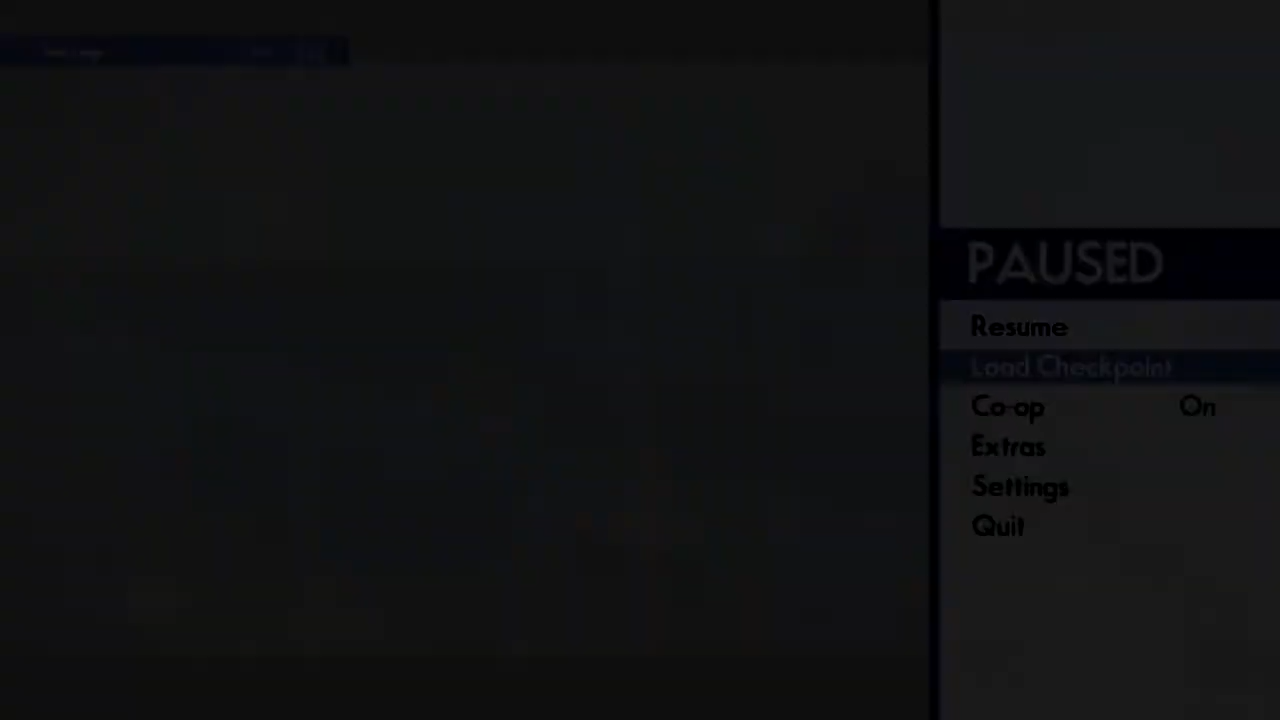 PAUSED
Resume
Load Checkpoint
Co-op On
Extras
Settings
Quit